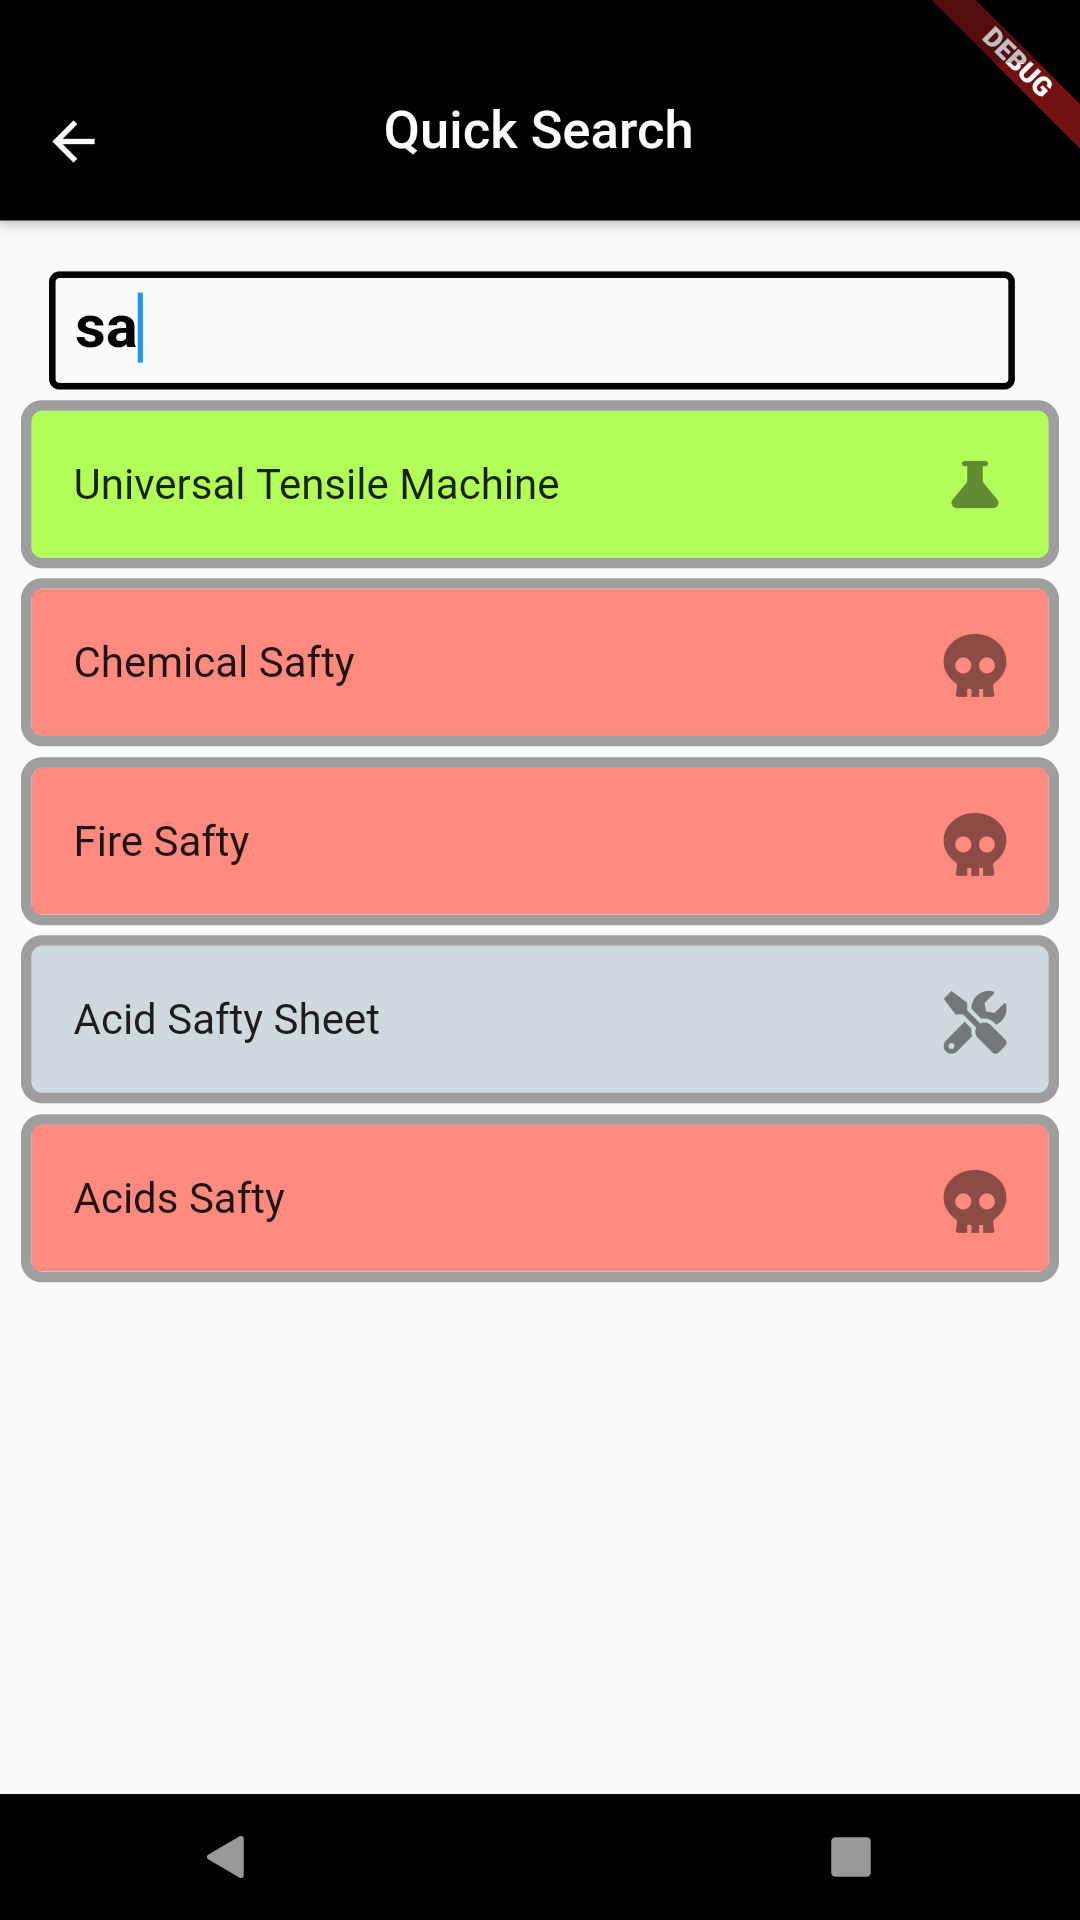 DEBUG
Quick Search
sa
Universal Tensile Machine
Chemical Safty
Fire Safty
Acid Safty Sheet
Acids Safty